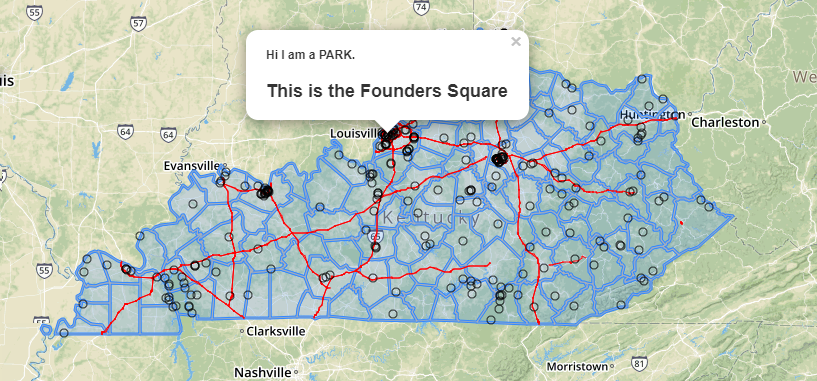 74
55
57
×
Hi I am a PARK.
This is the Founders Square
We
uis
Huntington
Charleston
64
64
Louisville
Evansville
Kentucky
65
55
55
Clarksville
Nashville
Morristown
81